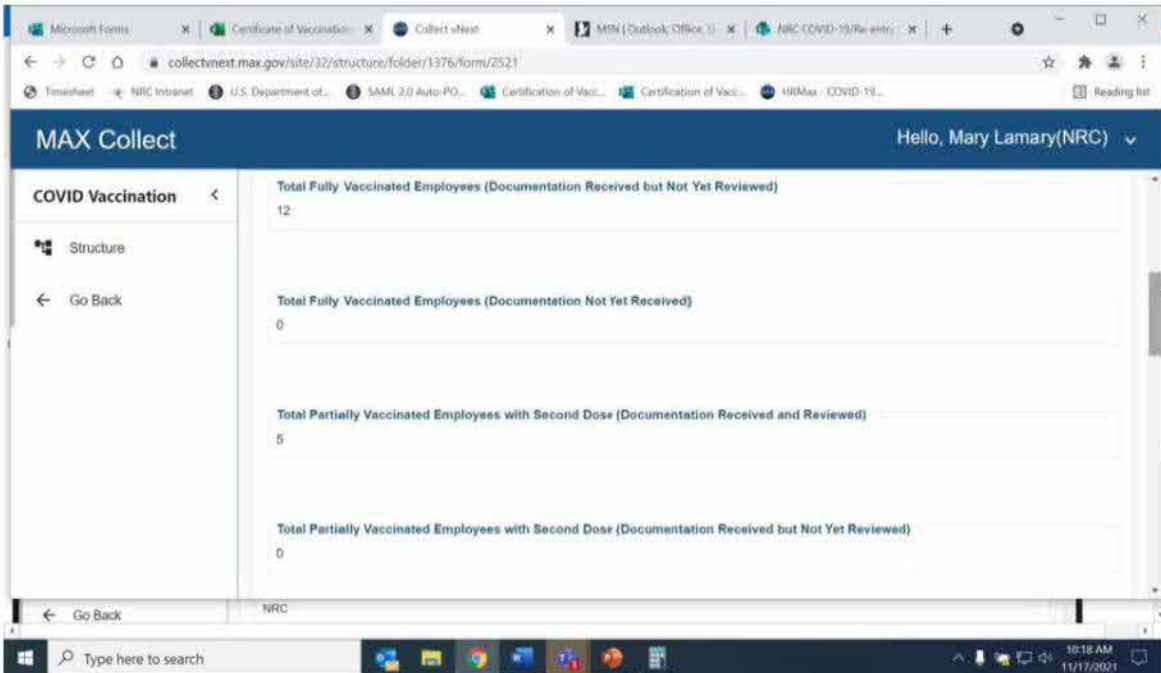 Microsoft Forms
Certificate of Vaccination
Collect vNext
MSN | Outlook, Office,
NRC COVID-19/Re-entry
collectvnext.max.gov/site/32/structure/folder/1376/form/2521
Timesheet
NRC Intranet
U.S. Department of...
SAML 2.0 Auto-PO...
Certification of Vacc...
Certification of Vacc...
HRMax - COVID-19...
Reading list
MAX Collect
Hello, Mary Lamary(NRC)
COVID Vaccination
Structure
Go Back
Total Fully Vaccinated Employees (Documentation Received but Not Yet Reviewed)
12
Total Fully Vaccinated Employees (Documentation Not Yet Received)
0
Total Partially Vaccinated Employees with Second Dose (Documentation Received and Reviewed)
5
Total Partially Vaccinated Employees with Second Dose (Documentation Received but Not Yet Reviewed)
0
Go Back
NRC
Type here to search
10:18 AM
11/17/2021